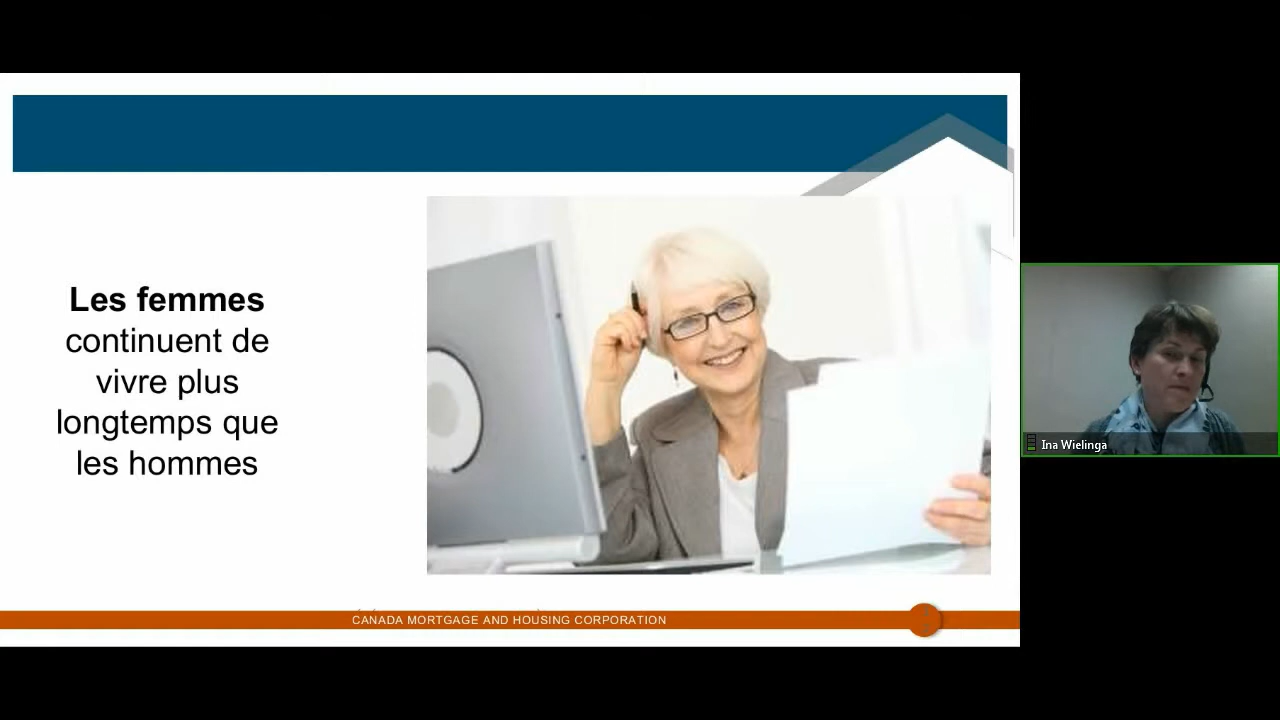 Les femmes
continuent de
vivre plus
longtemps que
les hommes
CANADA MORTGAGE AND HOUSING CORPORATION
Ina Wielinga